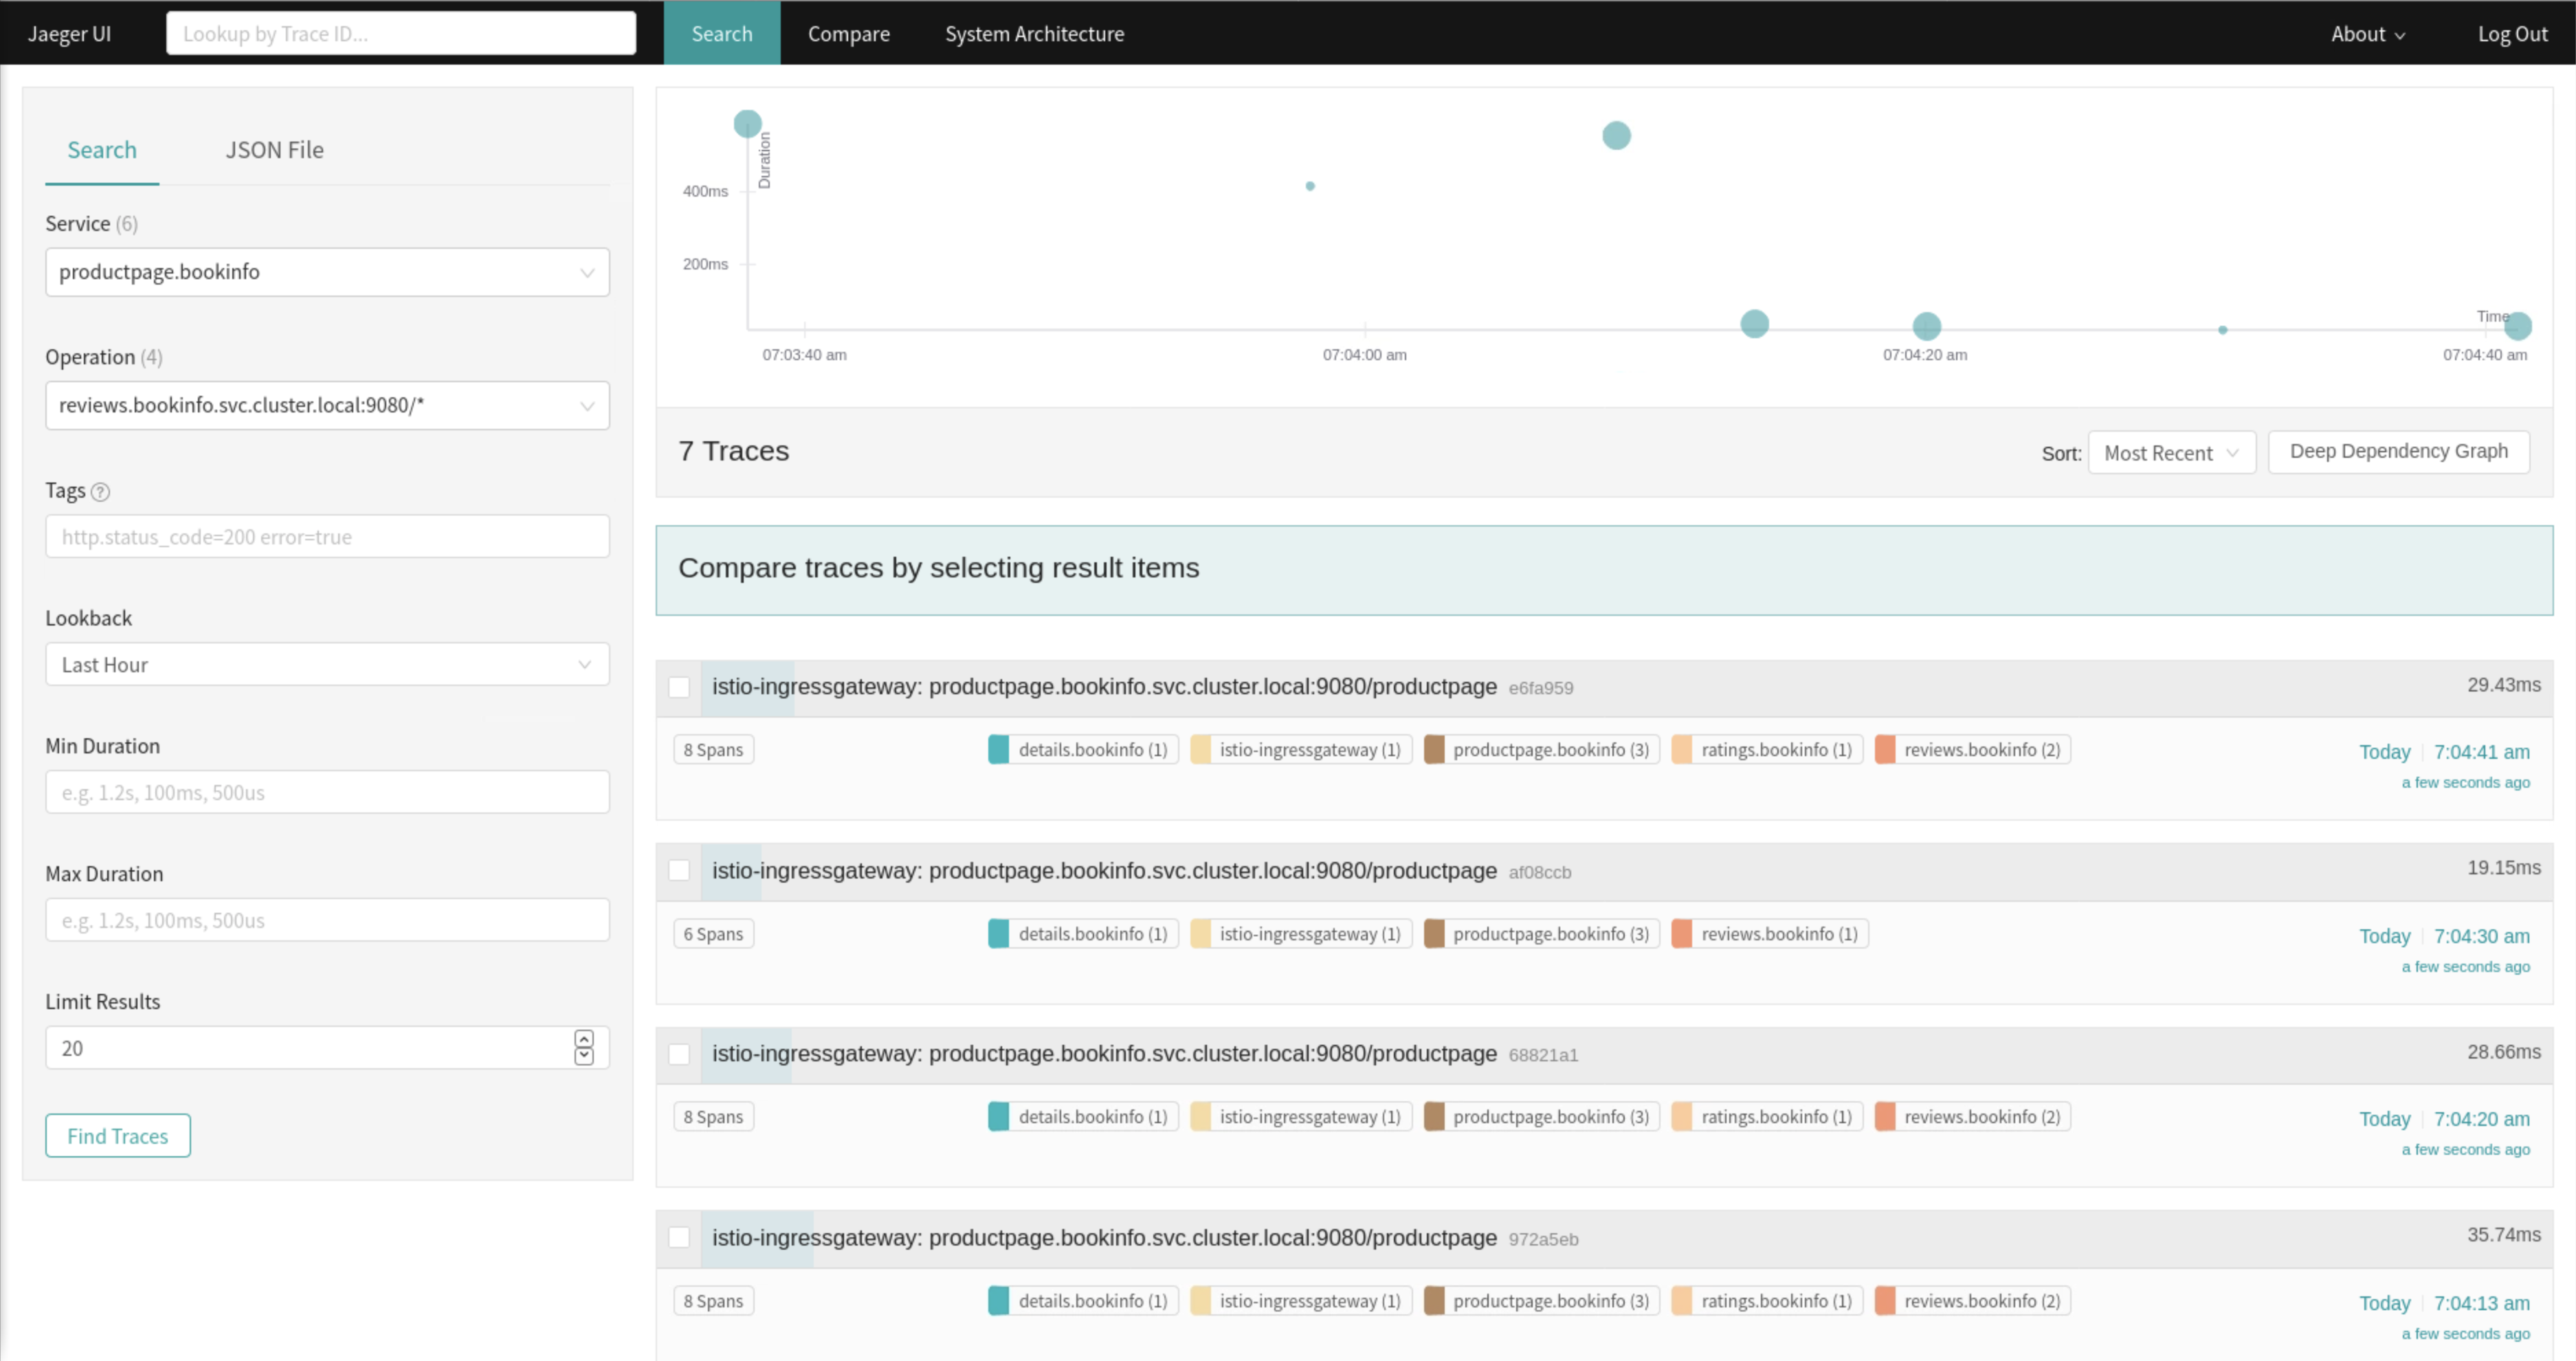 Jaeger UI
Lookup by Trace ID...
Search
Compare
System Architecture
About
Log Out
Search
JSON File
Service (6)
productpage.bookinfo
Operation (4)
reviews.bookinfo.svc.cluster.local:9080/*
Tags ?
http.status_code=200 error=true
Lookback
Last Hour
Min Duration
e.g. 1.2s, 100ms, 500us
Max Duration
e.g. 1.2s, 100ms, 500us
Limit Results
20
Find Traces
Duration
400ms
200ms
Time
07:03:40 am
07:04:00 am
07:04:20 am
07:04:40 am
7 Traces
Sort: Most Recent
Deep Dependency Graph
Compare traces by selecting result items
istio-ingressgateway: productpage.bookinfo.svc.cluster.local:9080/productpage e6fa959 29.43ms
8 Spans details.bookinfo (1) istio-ingressgateway (1) productpage.bookinfo (3) ratings.bookinfo (1) reviews.bookinfo (2) Today 7:04:41 am
a few seconds ago
istio-ingressgateway: productpage.bookinfo.svc.cluster.local:9080/productpage af08ccb 19.15ms
6 Spans details.bookinfo (1) istio-ingressgateway (1) productpage.bookinfo (3) reviews.bookinfo (1) Today 7:04:30 am
a few seconds ago
istio-ingressgateway: productpage.bookinfo.svc.cluster.local:9080/productpage 68821a1 28.66ms
8 Spans details.bookinfo (1) istio-ingressgateway (1) productpage.bookinfo (3) ratings.bookinfo (1) reviews.bookinfo (2) Today 7:04:20 am
a few seconds ago
istio-ingressgateway: productpage.bookinfo.svc.cluster.local:9080/productpage 972a5eb 35.74ms
8 Spans details.bookinfo (1) istio-ingressgateway (1) productpage.bookinfo (3) ratings.bookinfo (1) reviews.bookinfo (2) Today 7:04:13 am
a few seconds ago